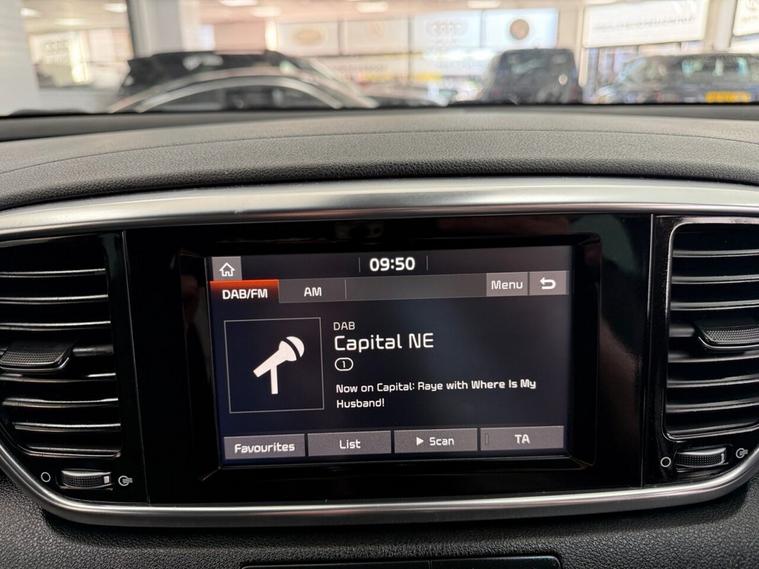 09:50
DAB/FM
AM
Menu
DAB
Capital NE
1
Now on Capital: Raye with Where Is My
Husband!
Favourites
List
Scan
TA